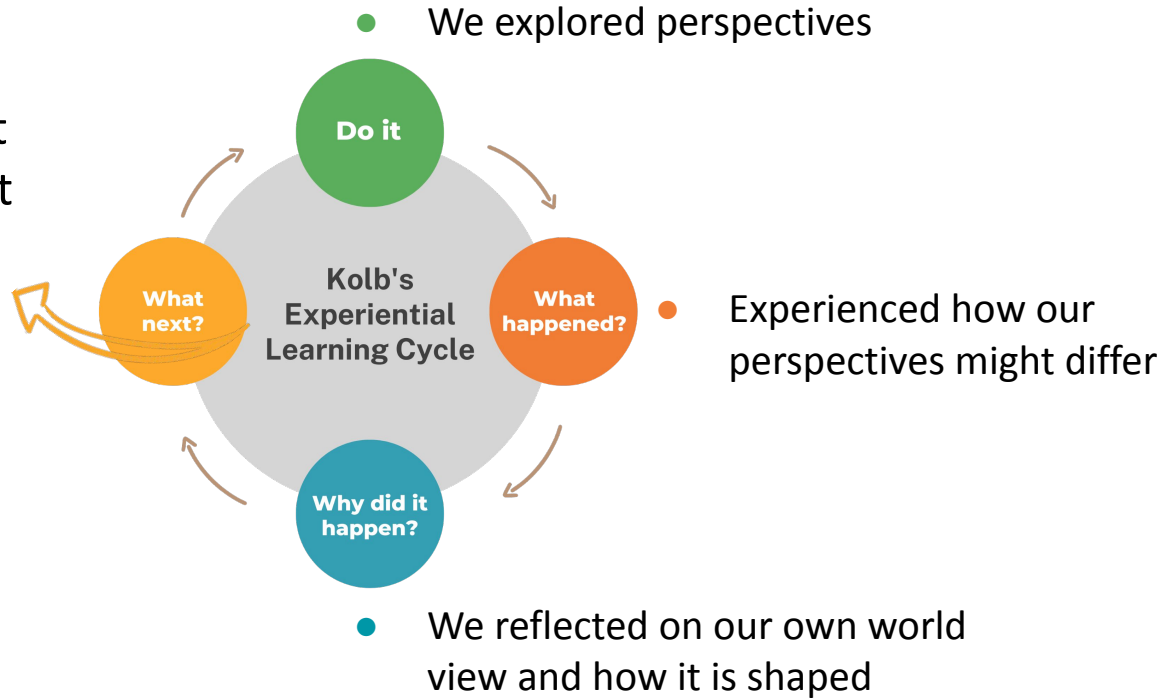 We explored perspectives
Do it
What
next?
Kolb's
Experiential
Learning Cycle
What
happened?
Experienced how our
perspectives might differ
Why did it
happen?
We reflected on our own world
view and how it is shaped